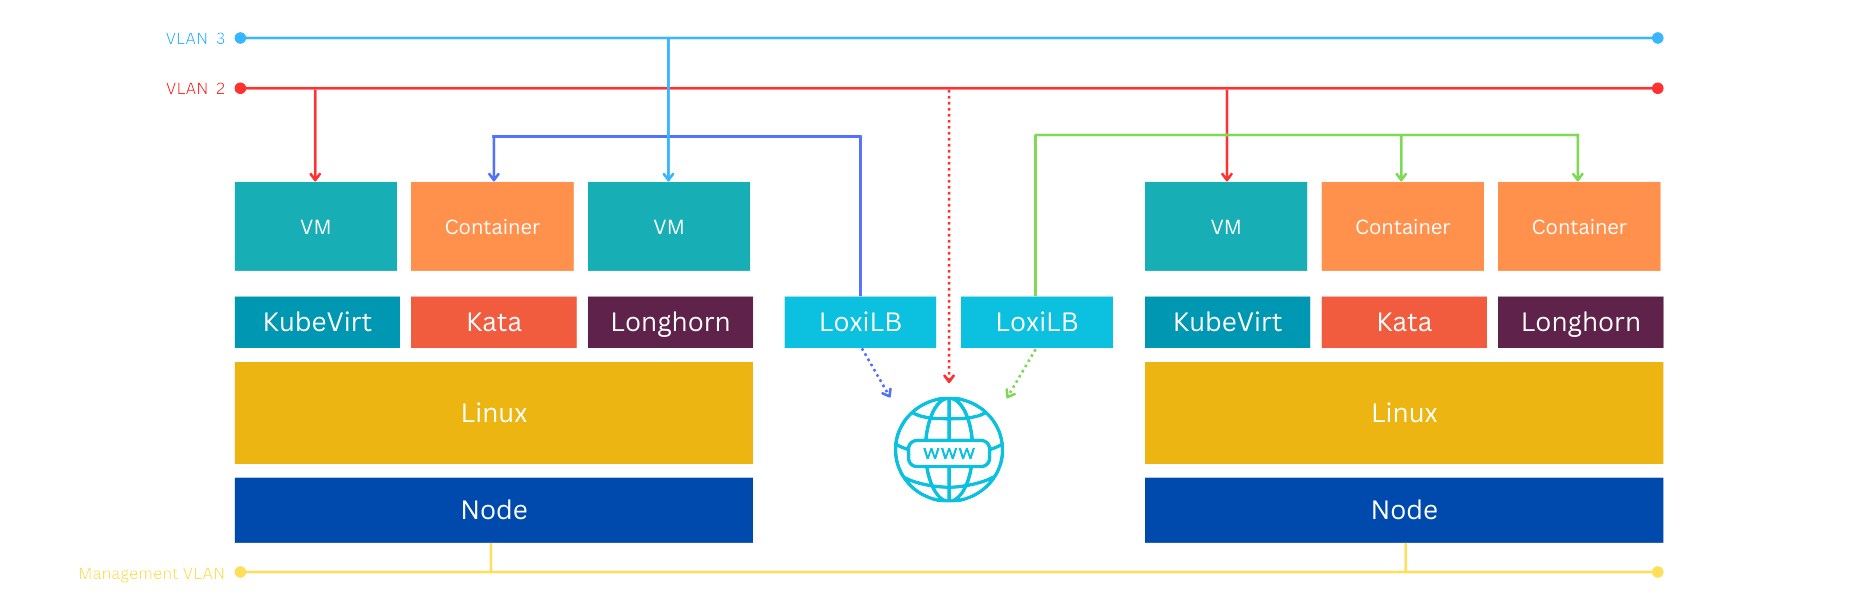 VLAN 3
VLAN 2
VM
Container
VM
VM
Container
Container
KubeVirt
Kata
Longhorn
LoxiLB
LoxiLB
KubeVirt
Kata
Longhorn
Linux
Linux
www
Node
Node
Management VLAN